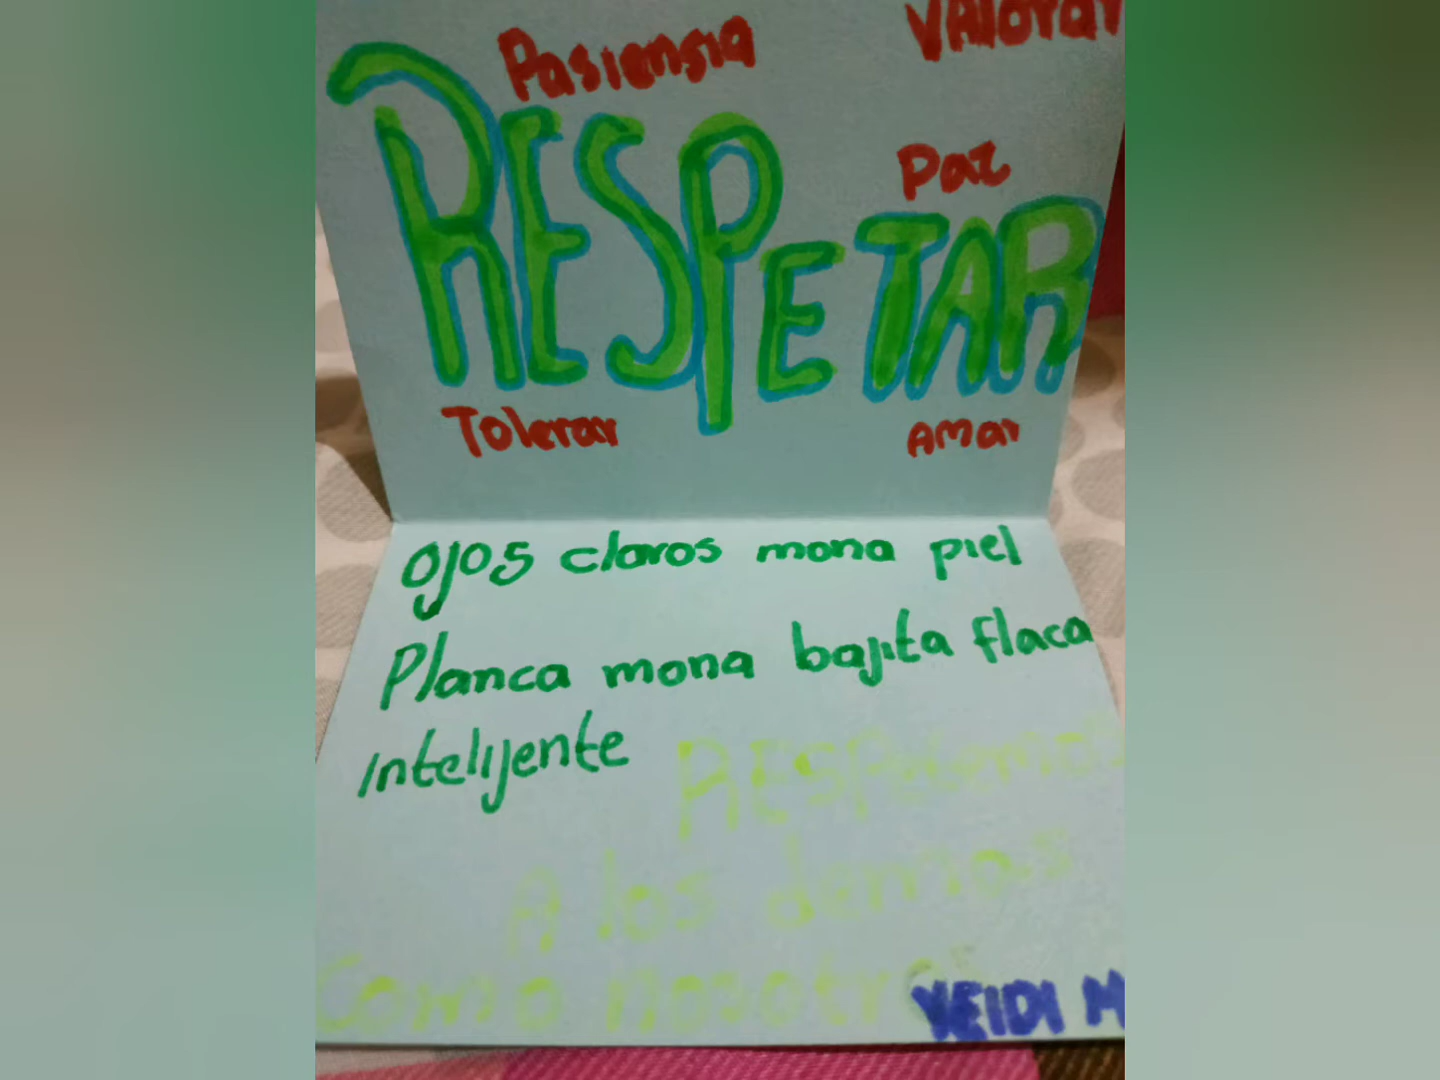 Pasiensia VAlorar
RESPETAR
Paz
Tolerar AMar
Ojos claros mona piel
Planca mona bajita flaca
intelijente
RESPetemos
A los demas
Como nosotros
YEIDI M